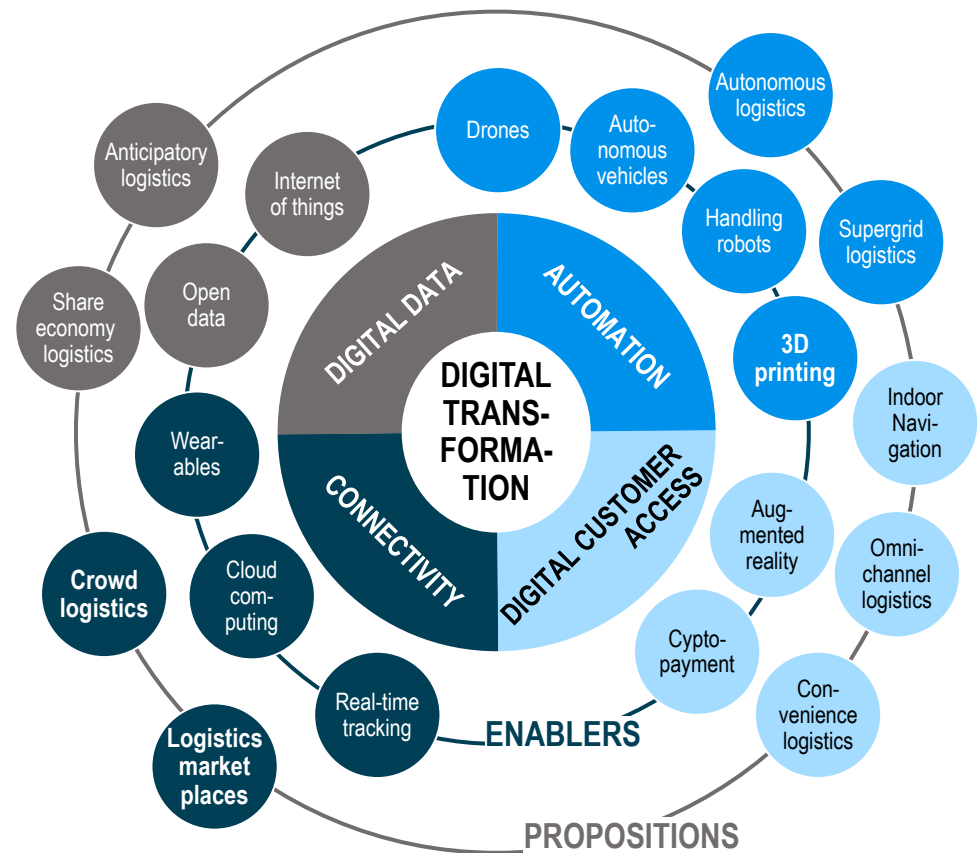 Autonomous
logistics
Drones
Auto-
nomous
vehicles
Anticipatory
logistics
Internet
of things
Handling
robots
Supergrid
logistics
DIGITAL DATA
AUTOMATION
Share
economy
logistics
Open
data
3D
printing
DIGITAL
TRANS-
FORMA-
TION
Indoor
Navi-
gation
Wear-
ables
CONNECTIVITY
DIGITAL CUSTOMER
ACCESS
Aug-
mented
reality
Omni-
channel
logistics
Crowd
logistics
Cloud
com-
puting
Cypto-
payment
Real-time
tracking
Con-
venience
logistics
ENABLERS
Logistics
market
places
PROPOSITIONS